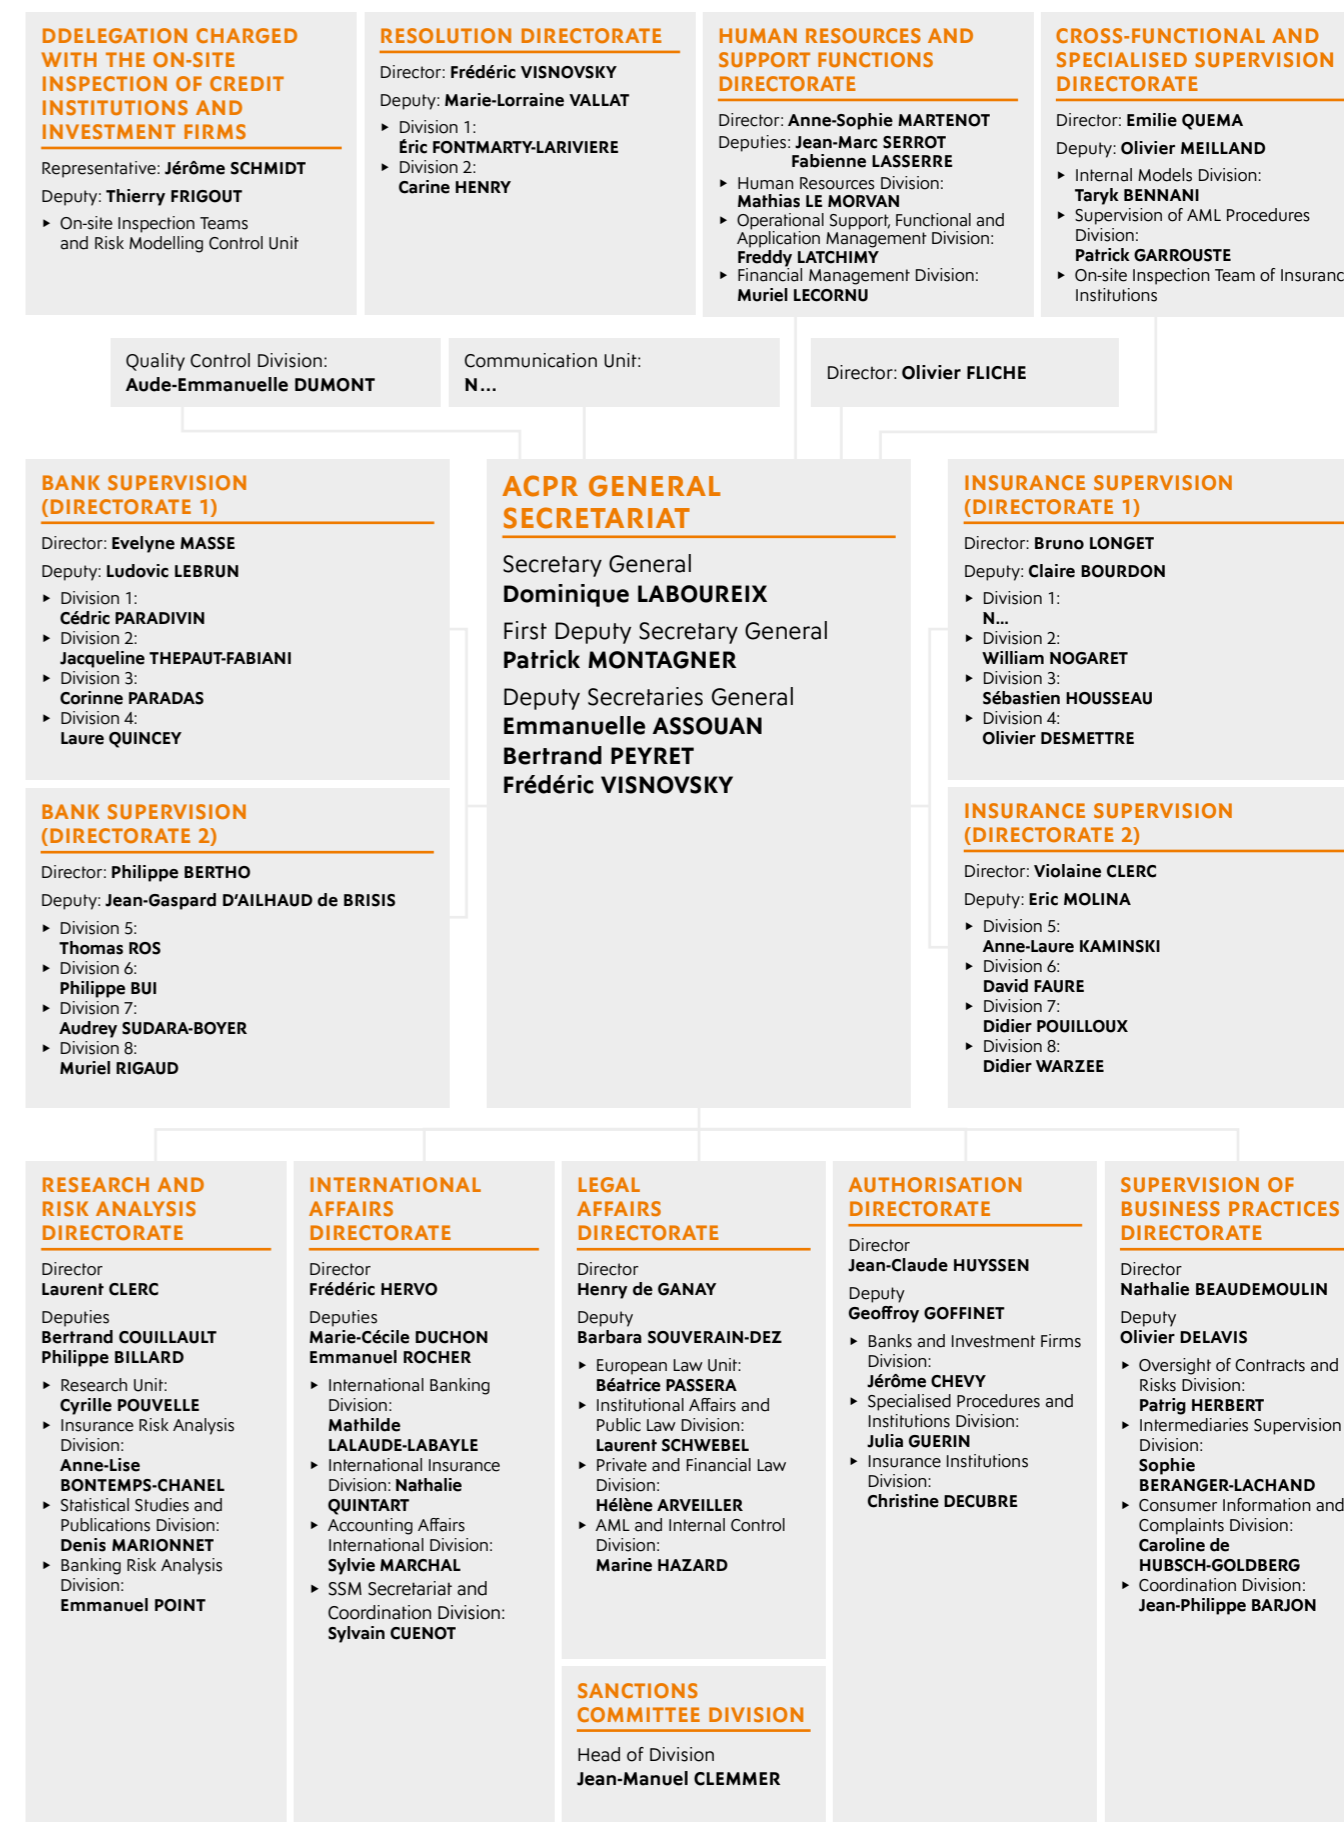 DDELEGATION CHARGED
WITH THE ON-SITE
INSPECTION OF CREDIT
INSTITUTIONS AND
INVESTMENT FIRMS
Representative: Jérôme SCHMIDT
Deputy: Thierry FRIGOUT
▸ On-site Inspection Teams
and Risk Modelling Control Unit
RESOLUTION DIRECTORATE
Director: Frédéric VISNOVSKY
Deputy: Marie-Lorraine VALLAT
▸ Division 1:
Éric FONTMARTY-LARIVIERE
▸ Division 2:
Carine HENRY
HUMAN RESOURCES AND
SUPPORT FUNCTIONS
DIRECTORATE
Director: Anne-Sophie MARTENOT
Deputies: Jean-Marc SERROT
Fabienne LASSERRE
▸ Human Resources Division:
Mathias LE MORVAN
▸ Operational Support, Functional and
Application Management Division:
Freddy LATCHIMY
▸ Financial Management Division:
Muriel LECORNU
CROSS-FUNCTIONAL AND
SPECIALISED SUPERVISION
DIRECTORATE
Director: Emilie QUEMA
Deputy: Olivier MEILLAND
▸ Internal Models Division:
Taryk BENNANI
▸ Supervision of AML Procedures
Division:
Patrick GARROUSTE
▸ On-site Inspection Team of Insuranc
Institutions
Quality Control Division:
Aude-Emmanuelle DUMONT
Communication Unit:
N...
Director: Olivier FLICHE
BANK SUPERVISION
(DIRECTORATE 1)
Director: Evelyne MASSE
Deputy: Ludovic LEBRUN
▸ Division 1:
Cédric PARADIVIN
▸ Division 2:
Jacqueline THEPAUT-FABIANI
▸ Division 3:
Corinne PARADAS
▸ Division 4:
Laure QUINCEY
BANK SUPERVISION
(DIRECTORATE 2)
Director: Philippe BERTHO
Deputy: Jean-Gaspard D'AILHAUD de BRISIS
▸ Division 5:
Thomas ROS
▸ Division 6:
Philippe BUI
▸ Division 7:
Audrey SUDARA-BOYER
▸ Division 8:
Muriel RIGAUD
ACPR GENERAL
SECRETARIAT
Secretary General
Dominique LABOUREIX
First Deputy Secretary General
Patrick MONTAGNER
Deputy Secretaries General
Emmanuelle ASSOUAN
Bertrand PEYRET
Frédéric VISNOVSKY
INSURANCE SUPERVISION
(DIRECTORATE 1)
Director: Bruno LONGET
Deputy: Claire BOURDON
▸ Division 1:
N...
▸ Division 2:
William NOGARET
▸ Division 3:
Sébastien HOUSSEAU
▸ Division 4:
Olivier DESMETTRE
INSURANCE SUPERVISION
(DIRECTORATE 2)
Director: Violaine CLERC
Deputy: Eric MOLINA
▸ Division 5:
Anne-Laure KAMINSKI
▸ Division 6:
David FAURE
▸ Division 7:
Didier POUILLOUX
▸ Division 8:
Didier WARZEE
RESEARCH AND
RISK ANALYSIS
DIRECTORATE
Director
Laurent CLERC
Deputies
Bertrand COUILLAULT
Philippe BILLARD
▸ Research Unit:
Cyrille POUVELLE
▸ Insurance Risk Analysis
Division:
Anne-Lise
BONTEMPS-CHANEL
▸ Statistical Studies and
Publications Division:
Denis MARIONNET
▸ Banking Risk Analysis
Division:
Emmanuel POINT
INTERNATIONAL
AFFAIRS
DIRECTORATE
Director
Frédéric HERVO
Deputies
Marie-Cécile DUCHON
Emmanuel ROCHER
▸ International Banking
Division:
Mathilde
LALAUDE-LABAYLE
▸ International Insurance
Division: Nathalie
QUINTART
▸ Accounting Affairs
International Division:
Sylvie MARCHAL
▸ SSM Secretariat and
Coordination Division:
Sylvain CUENOT
LEGAL
AFFAIRS
DIRECTORATE
Director
Henry de GANAY
Deputy
Barbara SOUVERAIN-DEZ
▸ European Law Unit:
Béatrice PASSERA
▸ Institutional Affairs and
Public Law Division:
Laurent SCHWEBEL
▸ Private and Financial Law
Division:
Hélène ARVEILLER
▸ AML and Internal Control
Division:
Marine HAZARD
SANCTIONS
COMMITTEE DIVISION
Head of Division
Jean-Manuel CLEMMER
AUTHORISATION
DIRECTORATE
Director
Jean-Claude HUYSSEN
Deputy
Geoffroy GOFFINET
▸ Banks and Investment Firms
Division:
Jérôme CHEVY
▸ Specialised Procedures and
Institutions Division:
Julia GUERIN
▸ Insurance Institutions
Division:
Christine DECUBRE
SUPERVISION OF
BUSINESS PRACTICES
DIRECTORATE
Director
Nathalie BEAUDEMOULIN
Deputy
Olivier DELAVIS
▸ Oversight of Contracts and
Risks Division:
Patrig HERBERT
▸ Intermediaries Supervision
Division:
Sophie
BERANGER-LACHAND
▸ Consumer Information and
Complaints Division:
Caroline de
HUBSCH-GOLDBERG
▸ Coordination Division:
Jean-Philippe BARJON